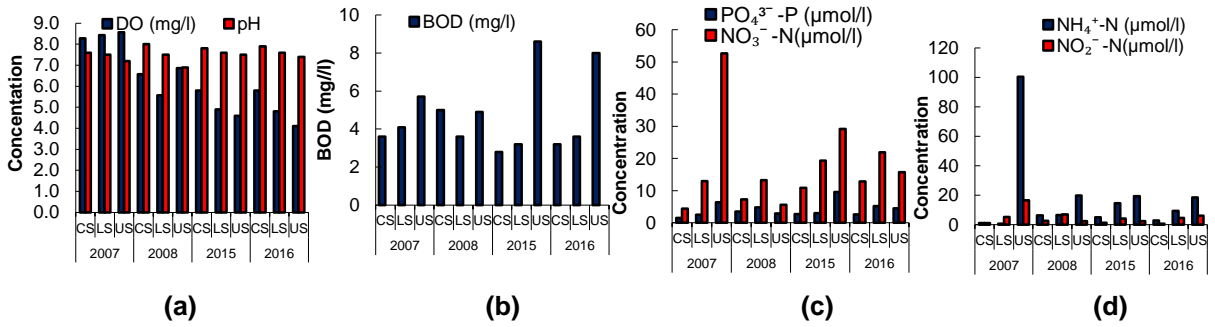 DO (mg/l) pH
Concentation
9.0
8.0
7.0
6.0
5.0
4.0
3.0
2.0
1.0
0.0
CS LS US CS LS US CS LS US CS LS US
2007 2008 2015 2016
(a)
BOD (mg/l)
BOD (mg//l)
10
8
6
4
2
0
CS LS US CS LS US CS LS US CS LS US
2007 2008 2015 2016
(b)
PO₄³⁻ -P (µmol/l)
NO₃⁻ -N(µmol/l)
Concentration
60
50
40
30
20
10
0
CS LS US CS LS US CS LS US CS LS US
2007 2008 2015 2016
(c)
NH₄⁺-N (µmol/l)
NO₂⁻ -N(µmol/l)
Concentration
120
100
80
60
40
20
0
CS LS US CS LS US CS LS US CS LS US
2007 2008 2015 2016
(d)